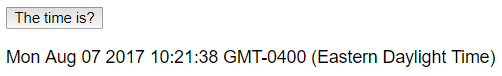 The time is?
Mon Aug 07 2017 10:21:38 GMT-0400 (Eastern Daylight Time)